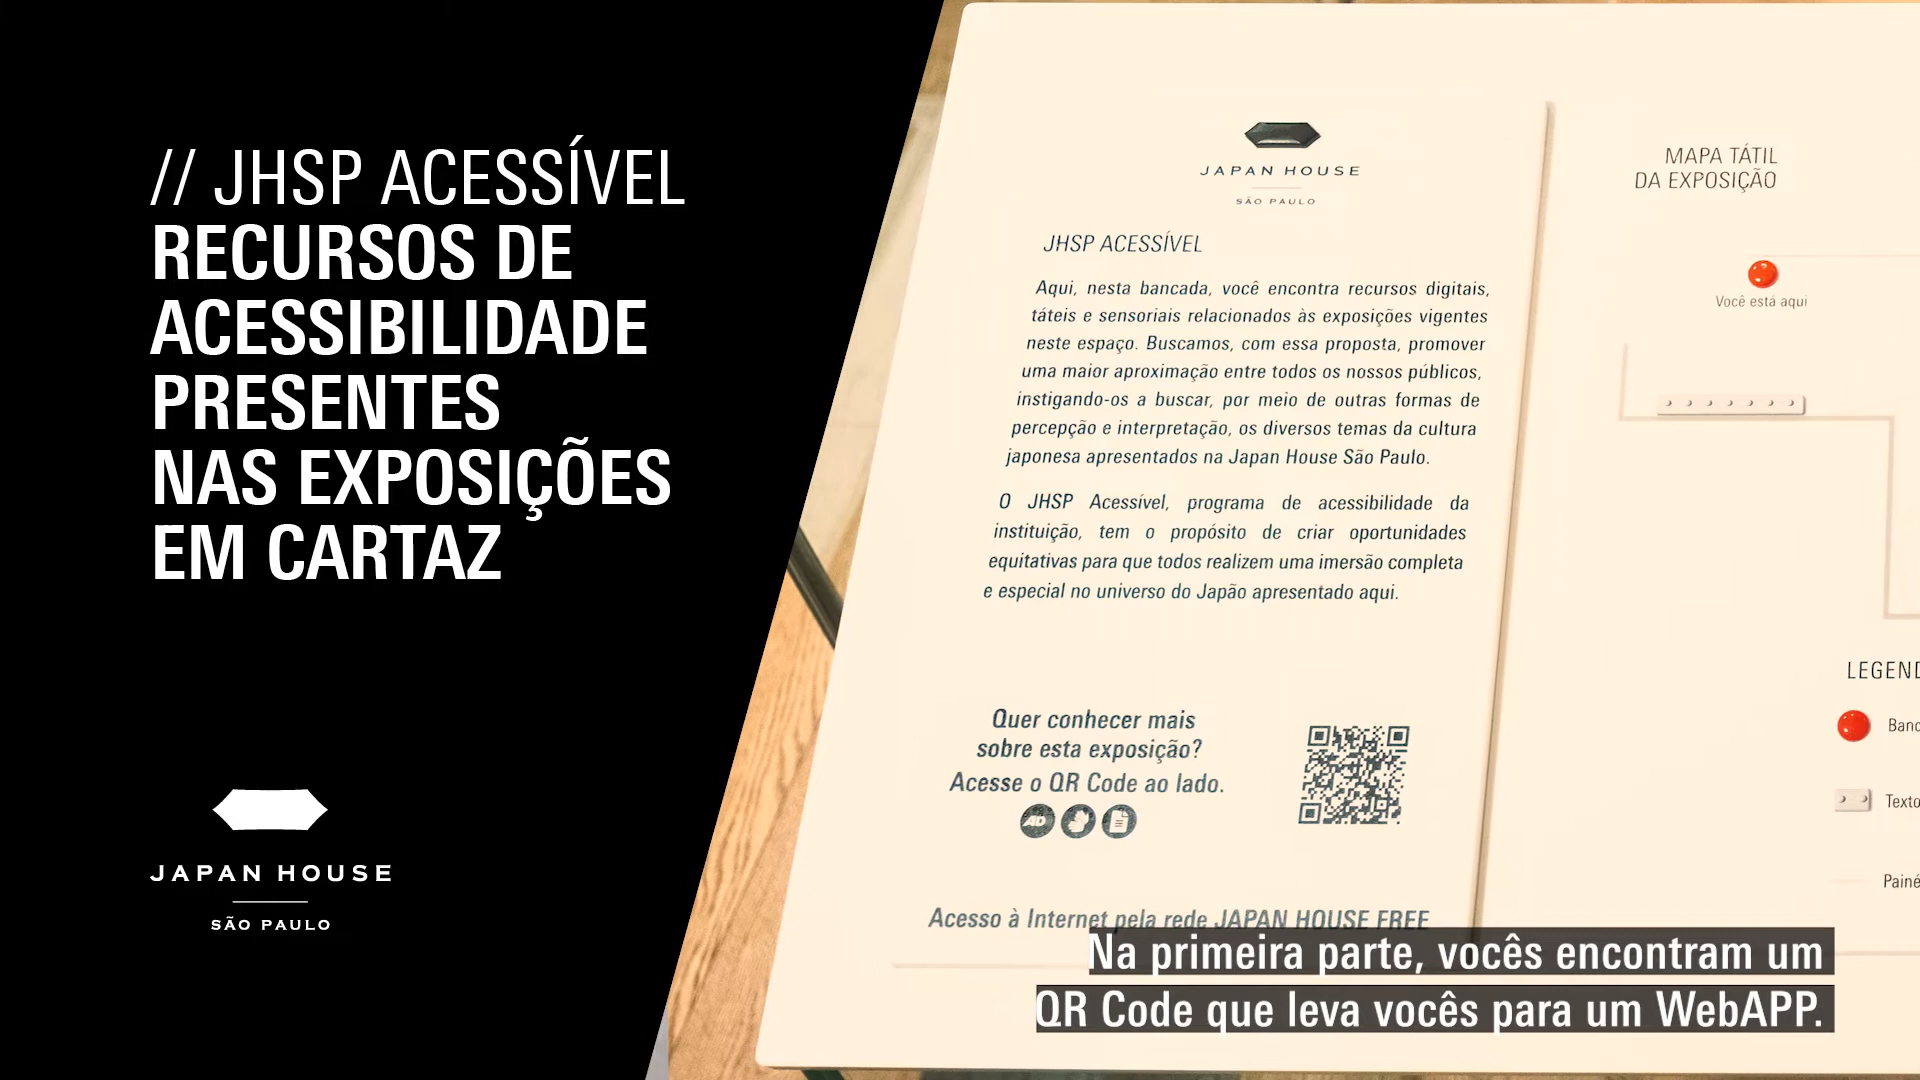 // JHSP ACESSÍVEL
RECURSOS DE
ACESSIBILIDADE
PRESENTES
NAS EXPOSIÇÕES
EM CARTAZ
JAPAN HOUSE
SÃO PAULO
JAPAN HOUSE
SÃO PAULO
JHSP ACESSÍVEL
Aqui, nesta bancada, você encontra recursos digitais,
táteis e sensoriais relacionados às exposições vigentes
neste espaço. Buscamos, com essa proposta, promover
uma maior aproximação entre todos os nossos públicos,
instigando-os a buscar, por meio de outras formas de
percepção e interpretação, os diversos temas da cultura
japonesa apresentados na Japan House São Paulo.
O JHSP Acessível, programa de acessibilidade da
instituição, tem o propósito de criar oportunidades
equitativas para que todos realizem uma imersão completa
e especial no universo do Japão apresentado aqui.
Quer conhecer mais
sobre esta exposição?
Acesse o QR Code ao lado.
AD
Acesso à Internet pela rede JAPAN HOUSE FREE
MAPA TÁTIL
DA EXPOSIÇÃO
Você está aqui
LEGEND
Banc
Texto
Painé
Na primeira parte, vocês encontram um
QR Code que leva vocês para um WebAPP.